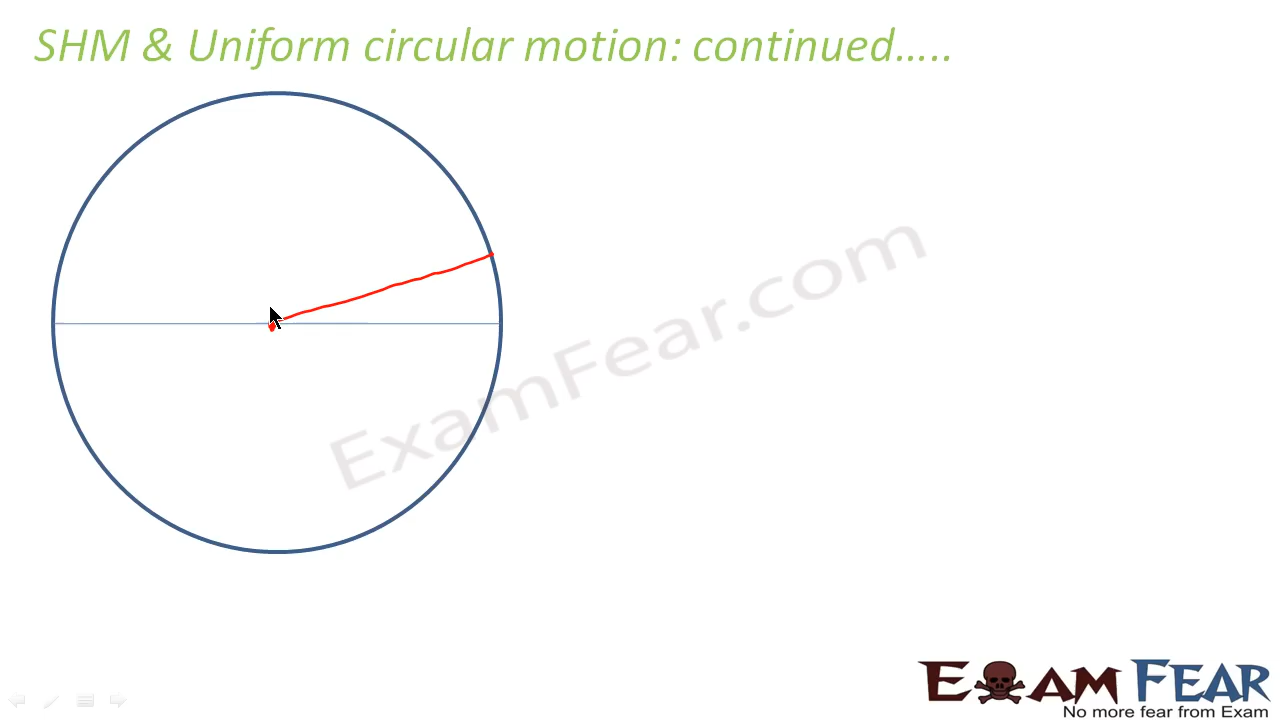 SHM & Uniform circular motion: continued.....
ExamFear.com
EXAM FEAR
No more fear from Exam